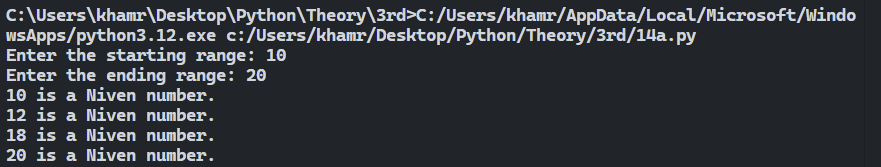 C:\Users\khamr\Desktop\Python\Theory\3rd>C:/Users/khamr/AppData/Local/Microsoft/Windo
wsApps/python3.12.exe c:/Users/khamr/Desktop/Python/Theory/3rd/14a.py
Enter the starting range: 10
Enter the ending range: 20
10 is a Niven number.
12 is a Niven number.
18 is a Niven number.
20 is a Niven number.